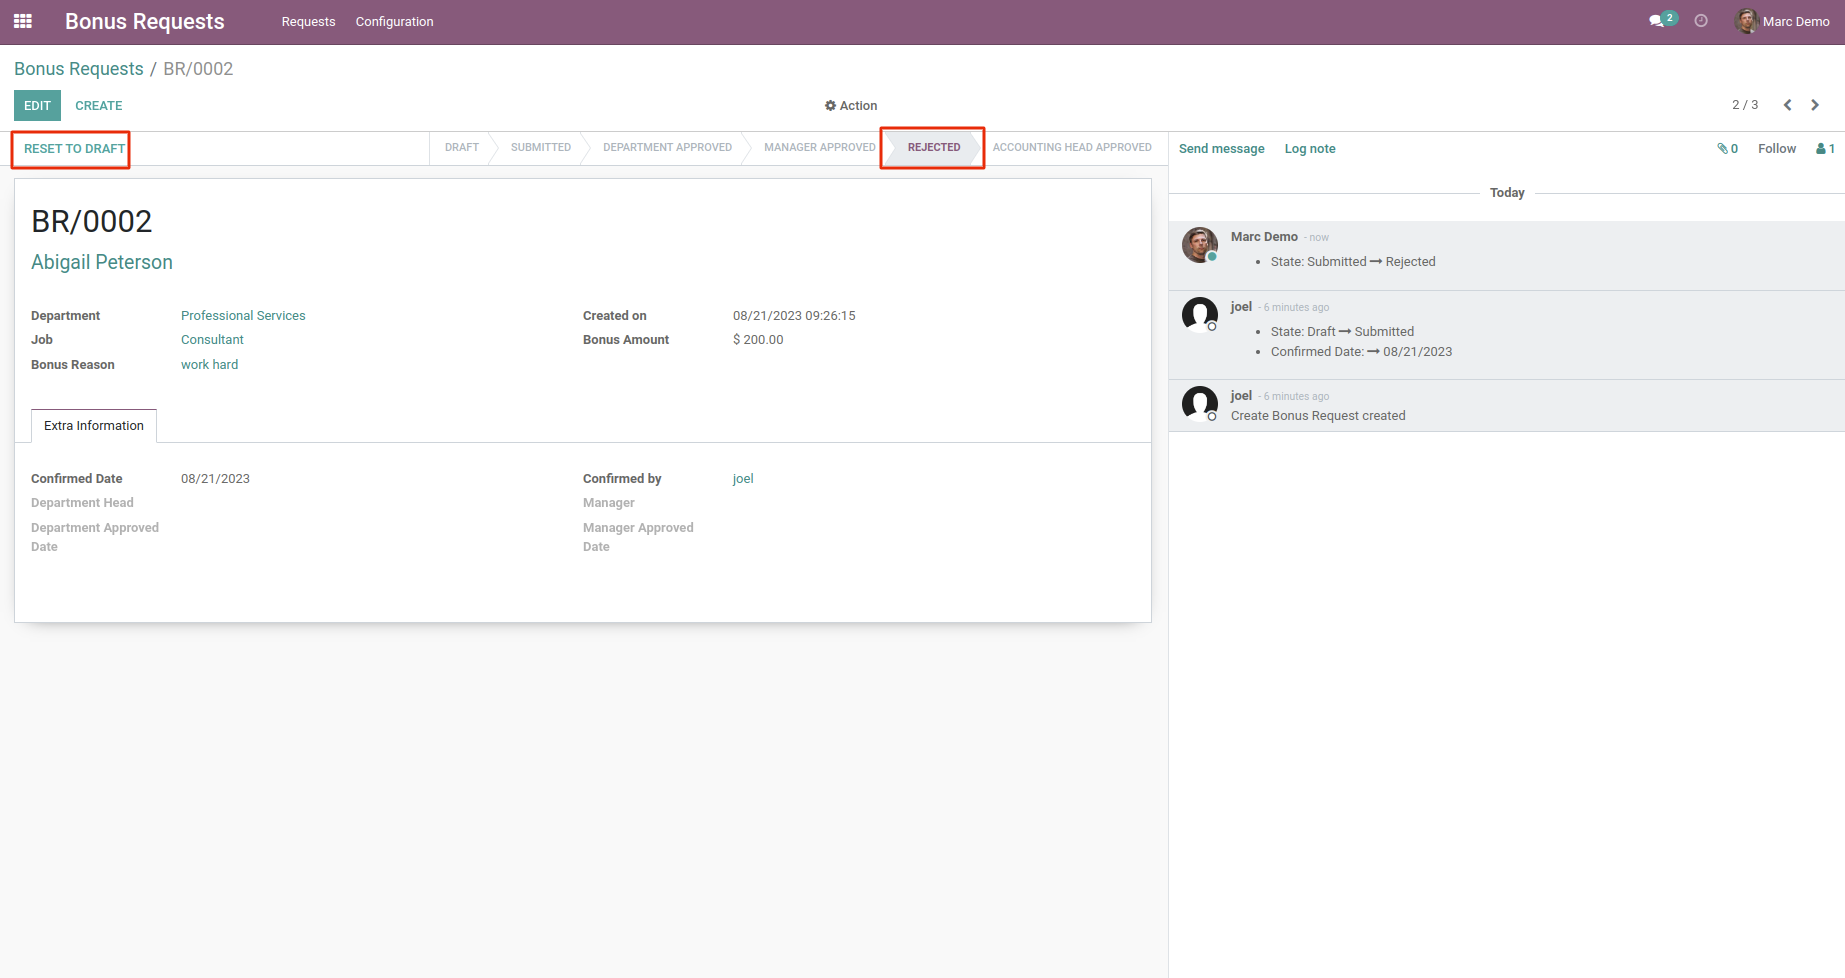 Bonus Requests Requests Configuration 2 Marc Demo
Bonus Requests / BR/0002
EDIT CREATE Action 2 / 3
RESET TO DRAFT DRAFT SUBMITTED DEPARTMENT APPROVED MANAGER APPROVED REJECTED ACCOUNTING HEAD APPROVED
Send message Log note 0 Follow 1
BR/0002
Abigail Peterson
Department Professional Services Created on 08/21/2023 09:26:15
Job Consultant Bonus Amount $ 200.00
Bonus Reason work hard
Extra Information
Confirmed Date 08/21/2023 Confirmed by joel
Department Head Manager
Department Approved Manager Approved
Date Date
Today
Marc Demo - now
• State: Submitted → Rejected
joel - 6 minutes ago
• State: Draft → Submitted
• Confirmed Date: → 08/21/2023
joel - 6 minutes ago
Create Bonus Request created